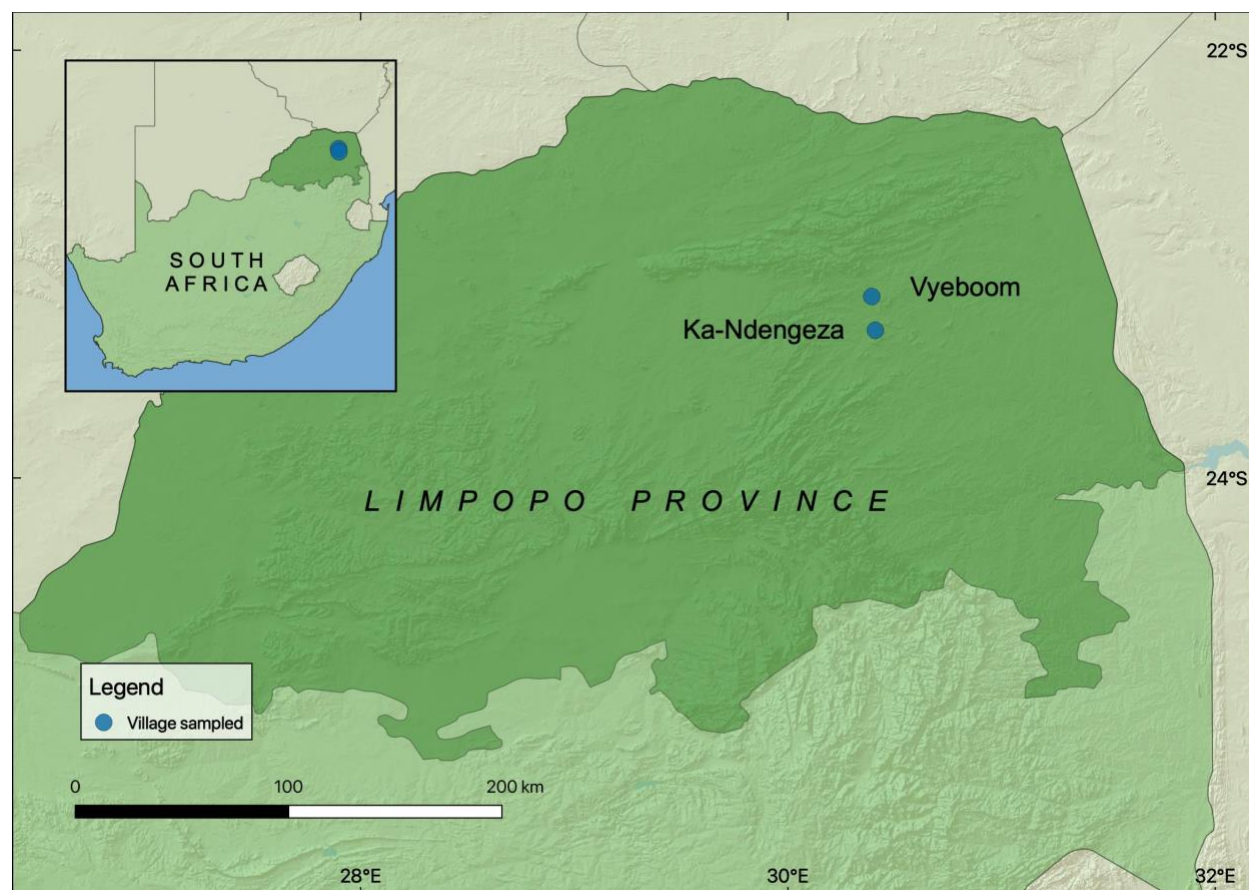 22°S
SOUTH
AFRICA
Vyeboom
Ka-Ndengeza
24°S
LIMPOPO PROVINCE
Legend
Village sampled
0 100 200 km
28°E 30°E 32°E